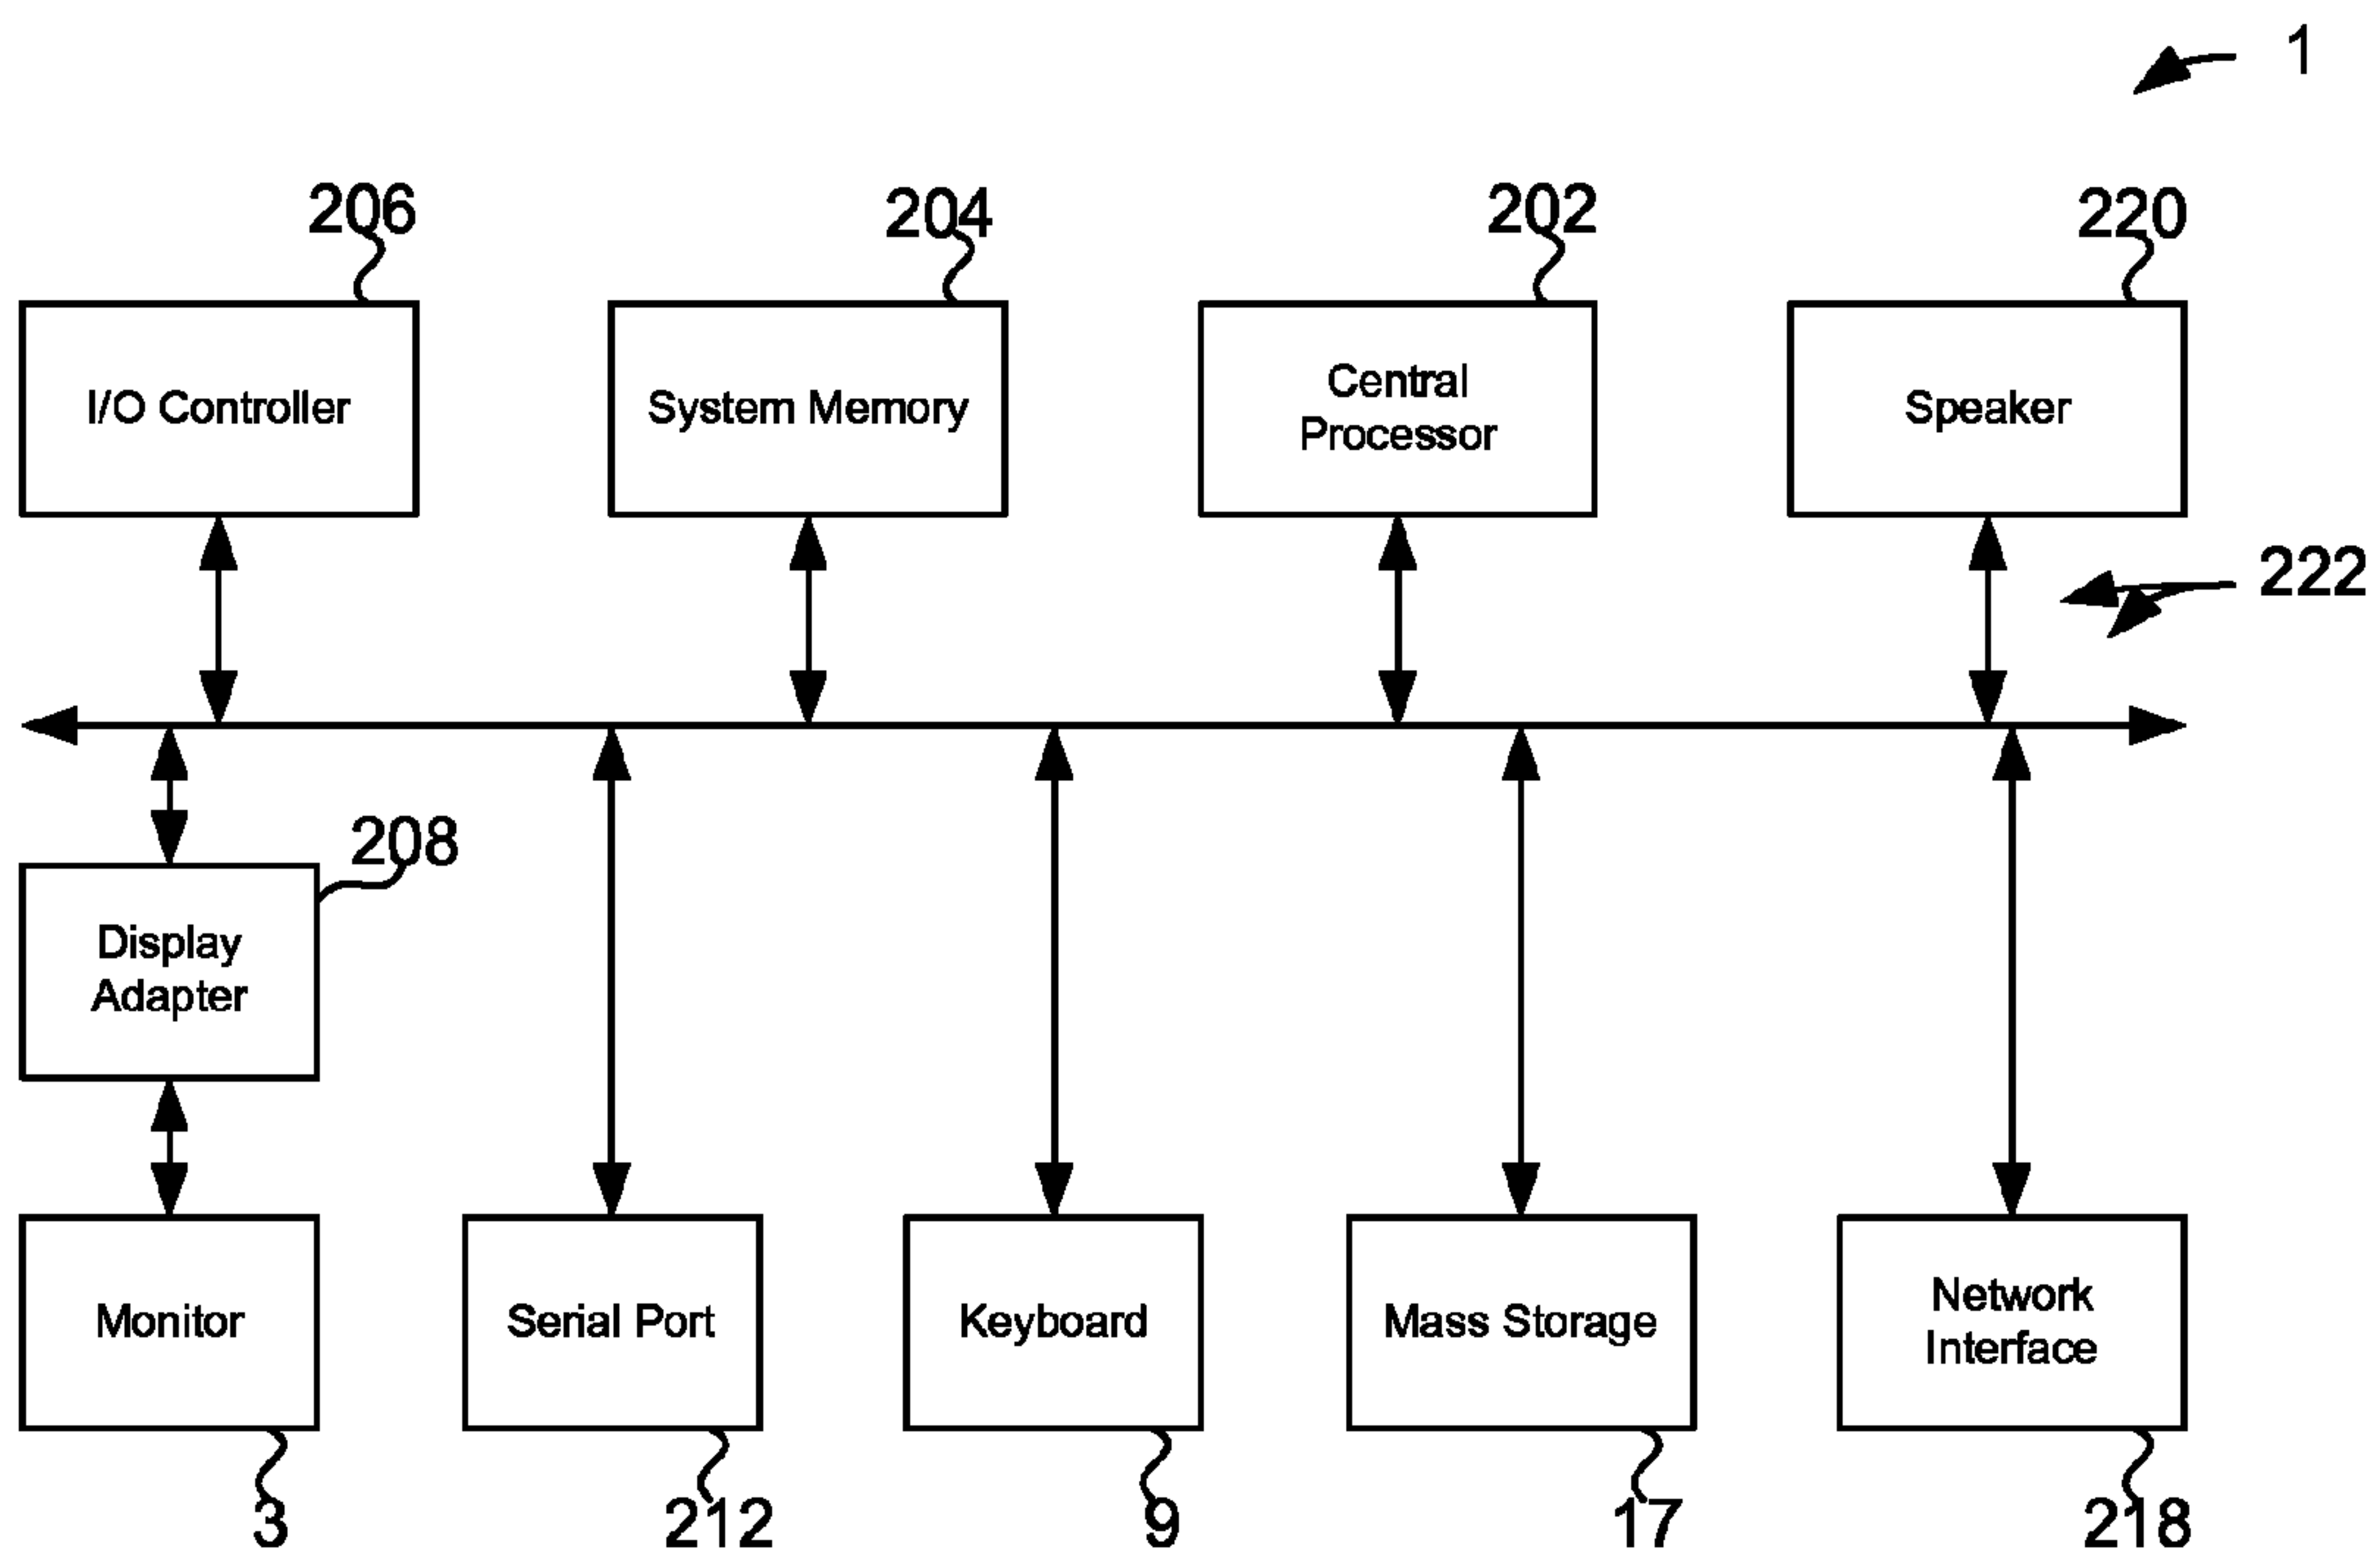 1
206
204
202
220
I/O Controller
System Memory
Central
Processor
Speaker
222
208
Display
Adapter
Monitor
Serial Port
Keyboard
Mass Storage
Network
Interface
3
212
9
17
218